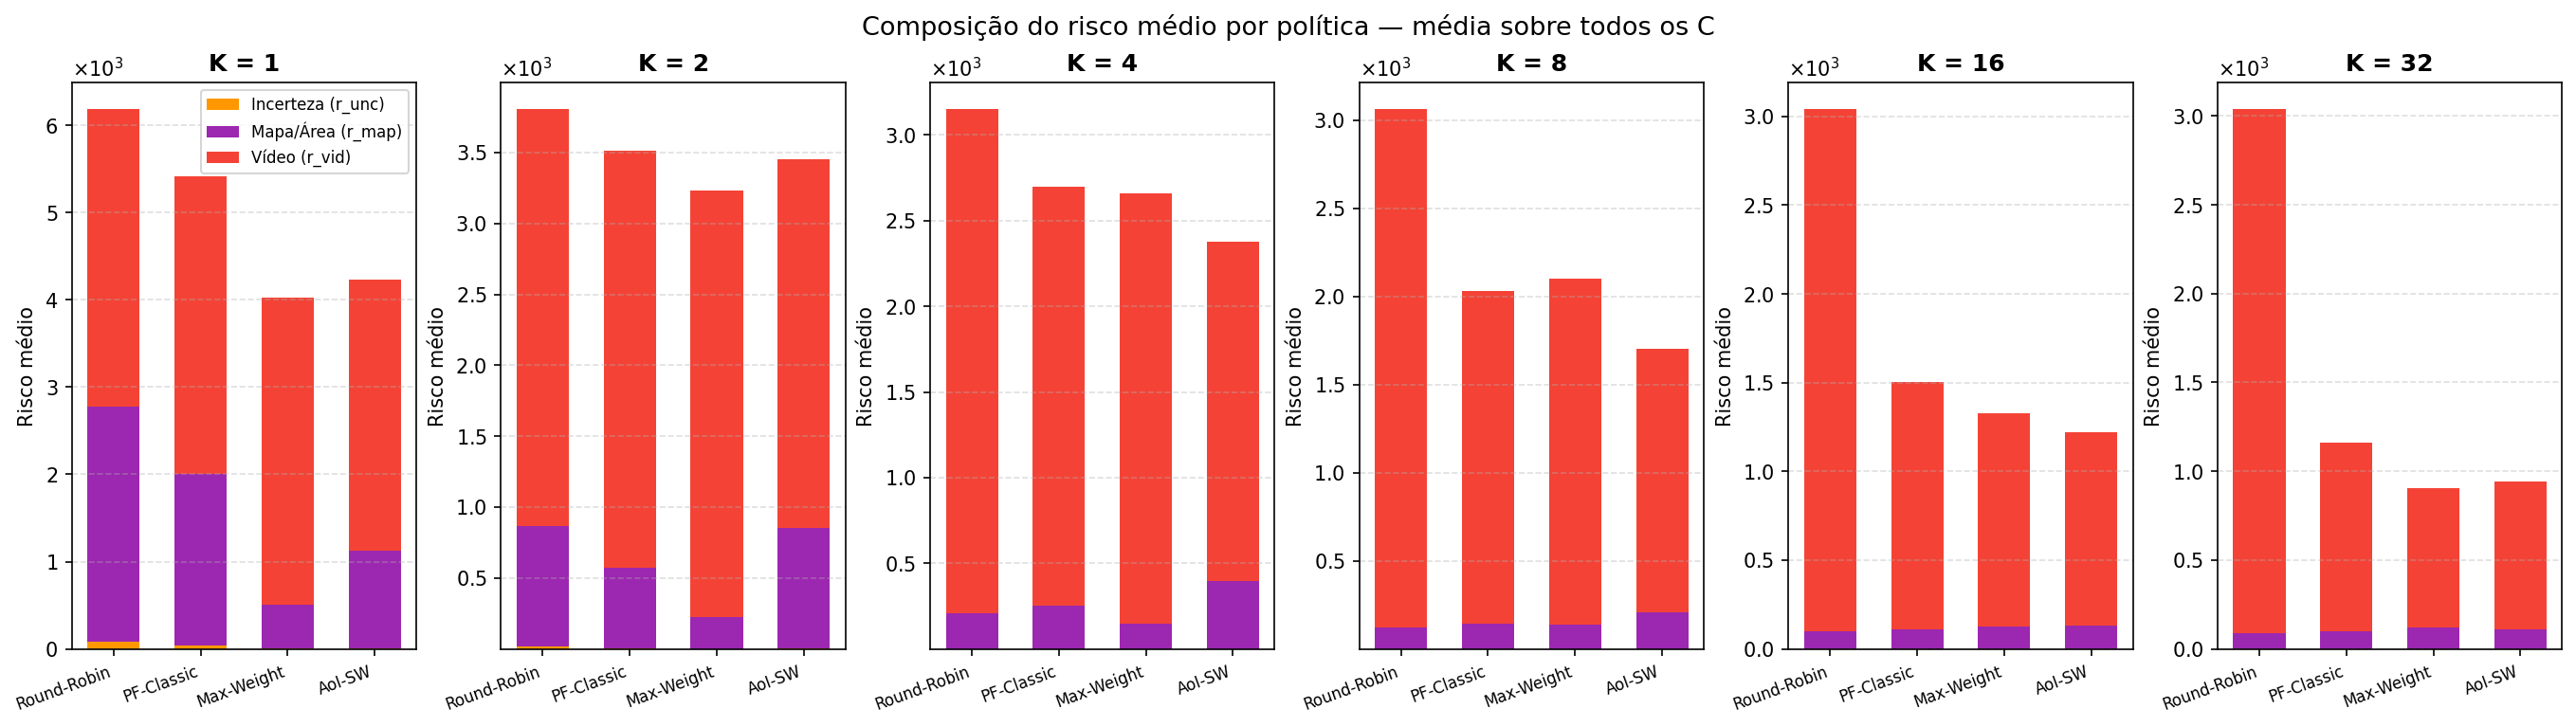 Composição do risco médio por política — média sobre todos os C
K = 1
×10³
Risco médio
6
5
4
3
2
1
0
Incerteza (r_unc)
Mapa/Área (r_map)
Vídeo (r_vid)
Round-Robin
PF-Classic
Max-Weight
AoI-SW
K = 2
×10³
Risco médio
3.5
3.0
2.5
2.0
1.5
1.0
0.5
Round-Robin
PF-Classic
Max-Weight
AoI-SW
K = 4
×10³
Risco médio
3.0
2.5
2.0
1.5
1.0
0.5
Round-Robin
PF-Classic
Max-Weight
AoI-SW
K = 8
×10³
Risco médio
3.0
2.5
2.0
1.5
1.0
0.5
Round-Robin
PF-Classic
Max-Weight
AoI-SW
K = 16
×10³
Risco médio
3.0
2.5
2.0
1.5
1.0
0.5
0.0
Round-Robin
PF-Classic
Max-Weight
AoI-SW
K = 32
×10³
Risco médio
3.0
2.5
2.0
1.5
1.0
0.5
0.0
Round-Robin
PF-Classic
Max-Weight
AoI-SW